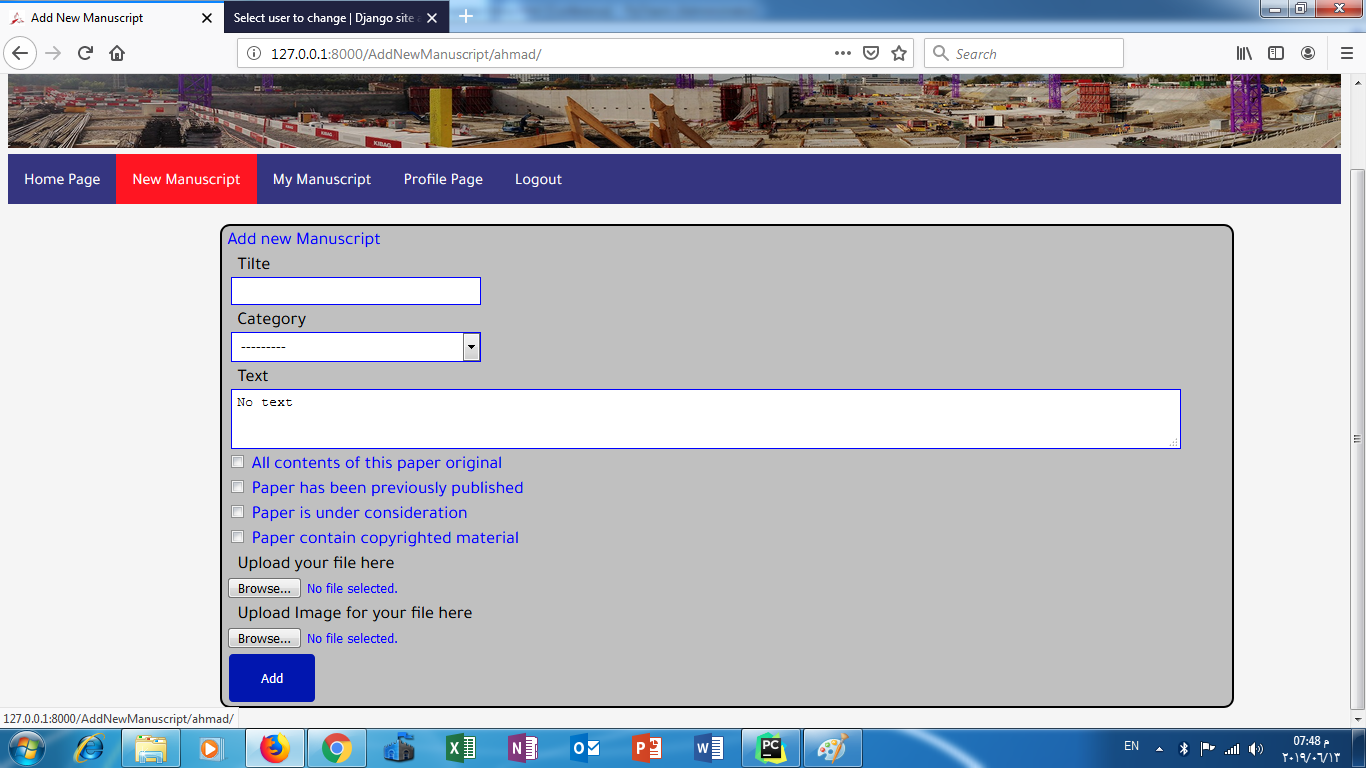 Add New Manuscript
Select user to change | Django site a
127.0.0.1:8000/AddNewManuscript/ahmad/
Search
KIBAG
KIBAG
Home Page New Manuscript My Manuscript Profile Page Logout
Add new Manuscript
Tilte
Category
---------
Text
No text
All contents of this paper original
Paper has been previously published
Paper is under consideration
Paper contain copyrighted material
Upload your file here
Browse... No file selected.
Upload Image for your file here
Browse... No file selected.
Add
127.0.0.1:8000/AddNewManuscript/ahmad/
EN
07:48 م
٢٠١٩/٠٦/١٣